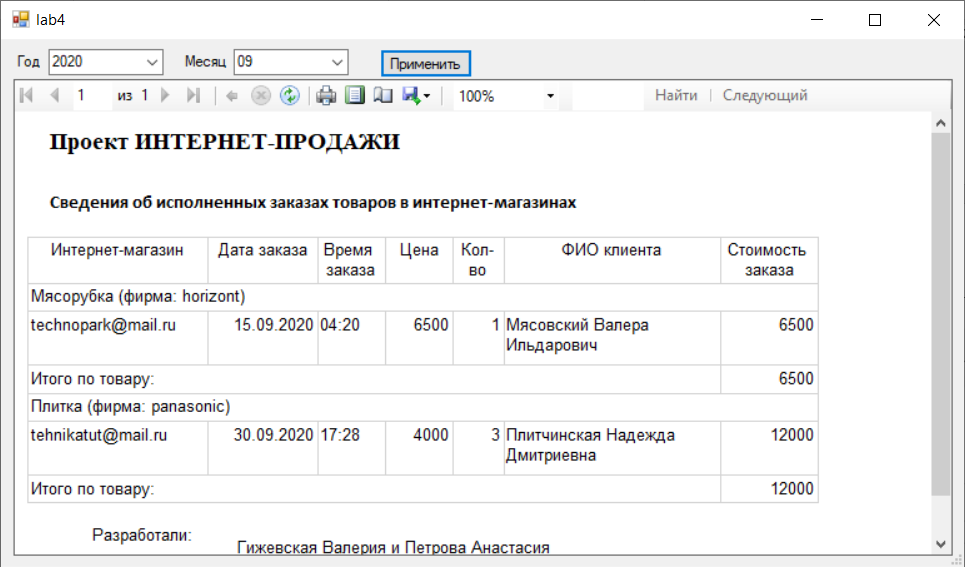 lab4
Год 2020 Месяц 09 Применить
1 из 1 100% Найти Следующий
Проект ИНТЕРНЕТ-ПРОДАЖИ
Сведения об исполненных заказах товаров в интернет-магазинах
Интернет-магазин Дата заказа Время Цена Кол- ФИО клиента Стоимость
заказа во заказа
Мясорубка (фирма: horizont)
technopark@mail.ru 15.09.2020 04:20 6500 1 Мясовский Валера 6500
Ильдарович
Итого по товару: 6500
Плитка (фирма: panasonic)
tehnikatut@mail.ru 30.09.2020 17:28 4000 3 Плитчинская Надежда 12000
Дмитриевна
Итого по товару: 12000
Разработали:
Гижевская Валерия и Петрова Анастасия